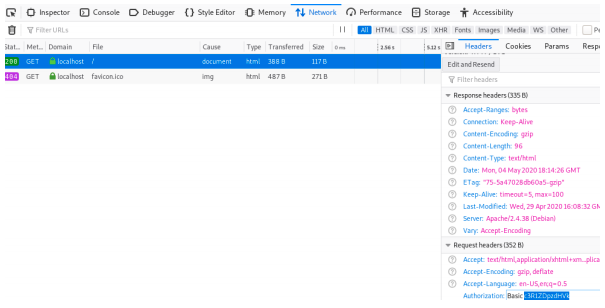 Inspector Console Debugger Style Editor Memory Network Performance Storage Accessibility
Filter URLs All HTML CSS JS XHR Fonts Images Media WS Other Pe
Stat... Met... Domain File Cause Type Transferred Size 0 ms 2.56 s 5.12 s
200 GET localhost / document html 388 B 117 B
404 GET localhost favicon.ico img html 487 B 271 B
Headers Cookies Params Respons
Edit and Resend
Filter headers
Response headers (335 B)
Accept-Ranges: bytes
Connection: Keep-Alive
Content-Encoding: gzip
Content-Length: 96
Content-Type: text/html
Date: Mon, 04 May 2020 18:14:26 GMT
ETag: "75-5a47028db60a5-gzip"
Keep-Alive: timeout=5, max=100
Last-Modified: Wed, 29 Apr 2020 16:08:32 GM
Server: Apache/2.4.38 (Debian)
Vary: Accept-Encoding
Request headers (352 B)
Accept: text/html,application/xhtml+xm...plica
Accept-Encoding: gzip, deflate
Accept-Language: en-US,en;q=0.5
Authorization: Basic